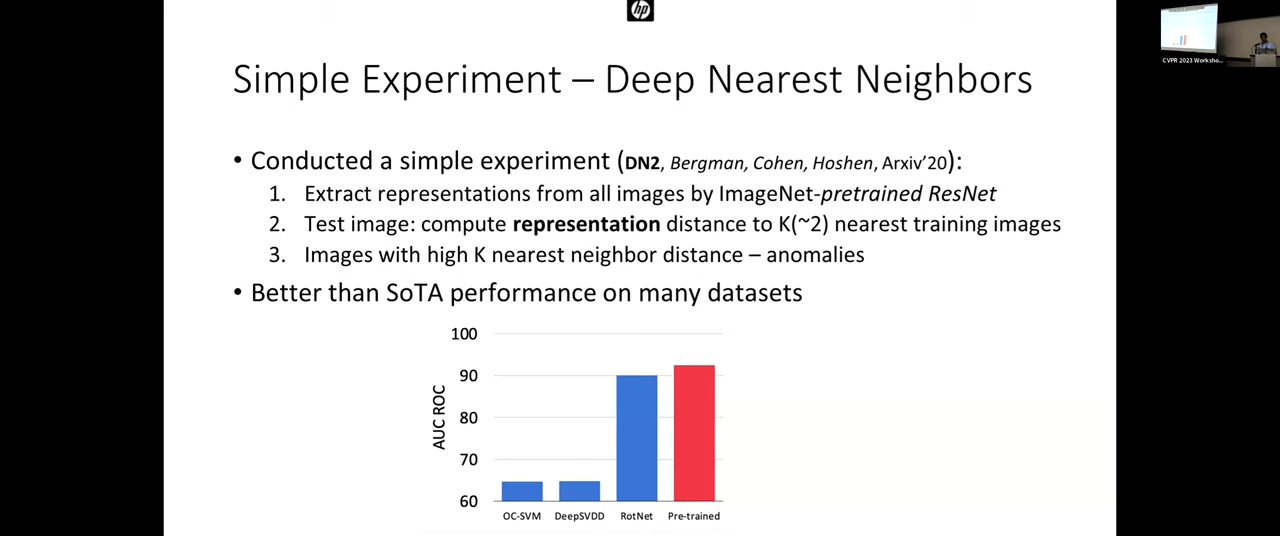 hp
CVPR 2023 Worksho...
Simple Experiment – Deep Nearest Neighbors
• Conducted a simple experiment (DN2, Bergman, Cohen, Hoshen, Arxiv’20):
1. Extract representations from all images by ImageNet-pretrained ResNet
2. Test image: compute representation distance to K(~2) nearest training images
3. Images with high K nearest neighbor distance – anomalies
• Better than SoTA performance on many datasets
100
90
80
70
60
AUC ROC
OC-SVM DeepSVDD RotNet Pre-trained